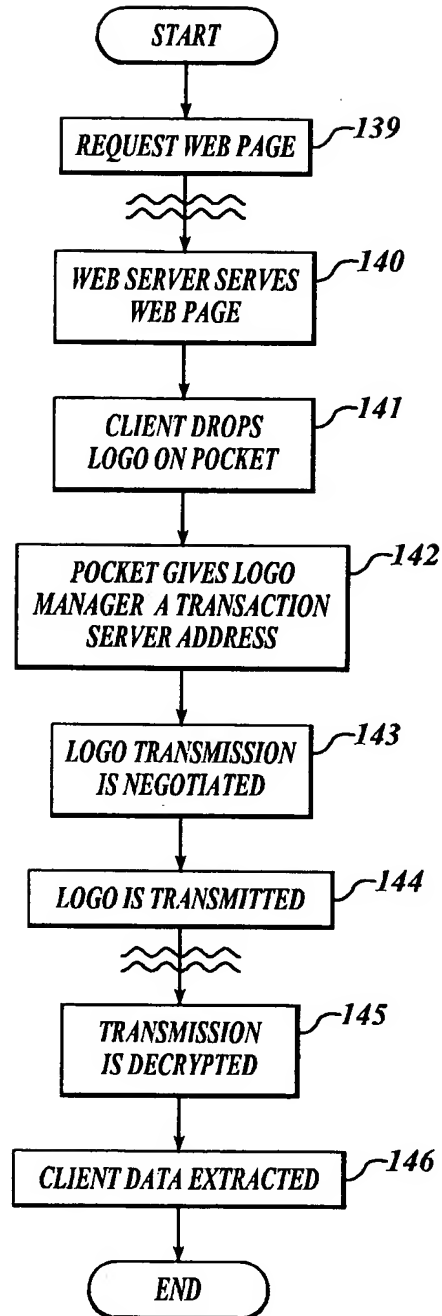 START
REQUEST WEB PAGE
139
WEB SERVER SERVES
WEB PAGE
140
CLIENT DROPS
LOGO ON POCKET
141
POCKET GIVES LOGO
MANAGER A TRANSACTION
SERVER ADDRESS
142
LOGO TRANSMISSION
IS NEGOTIATED
143
LOGO IS TRANSMITTED
144
TRANSMISSION
IS DECRYPTED
145
CLIENT DATA EXTRACTED
146
END